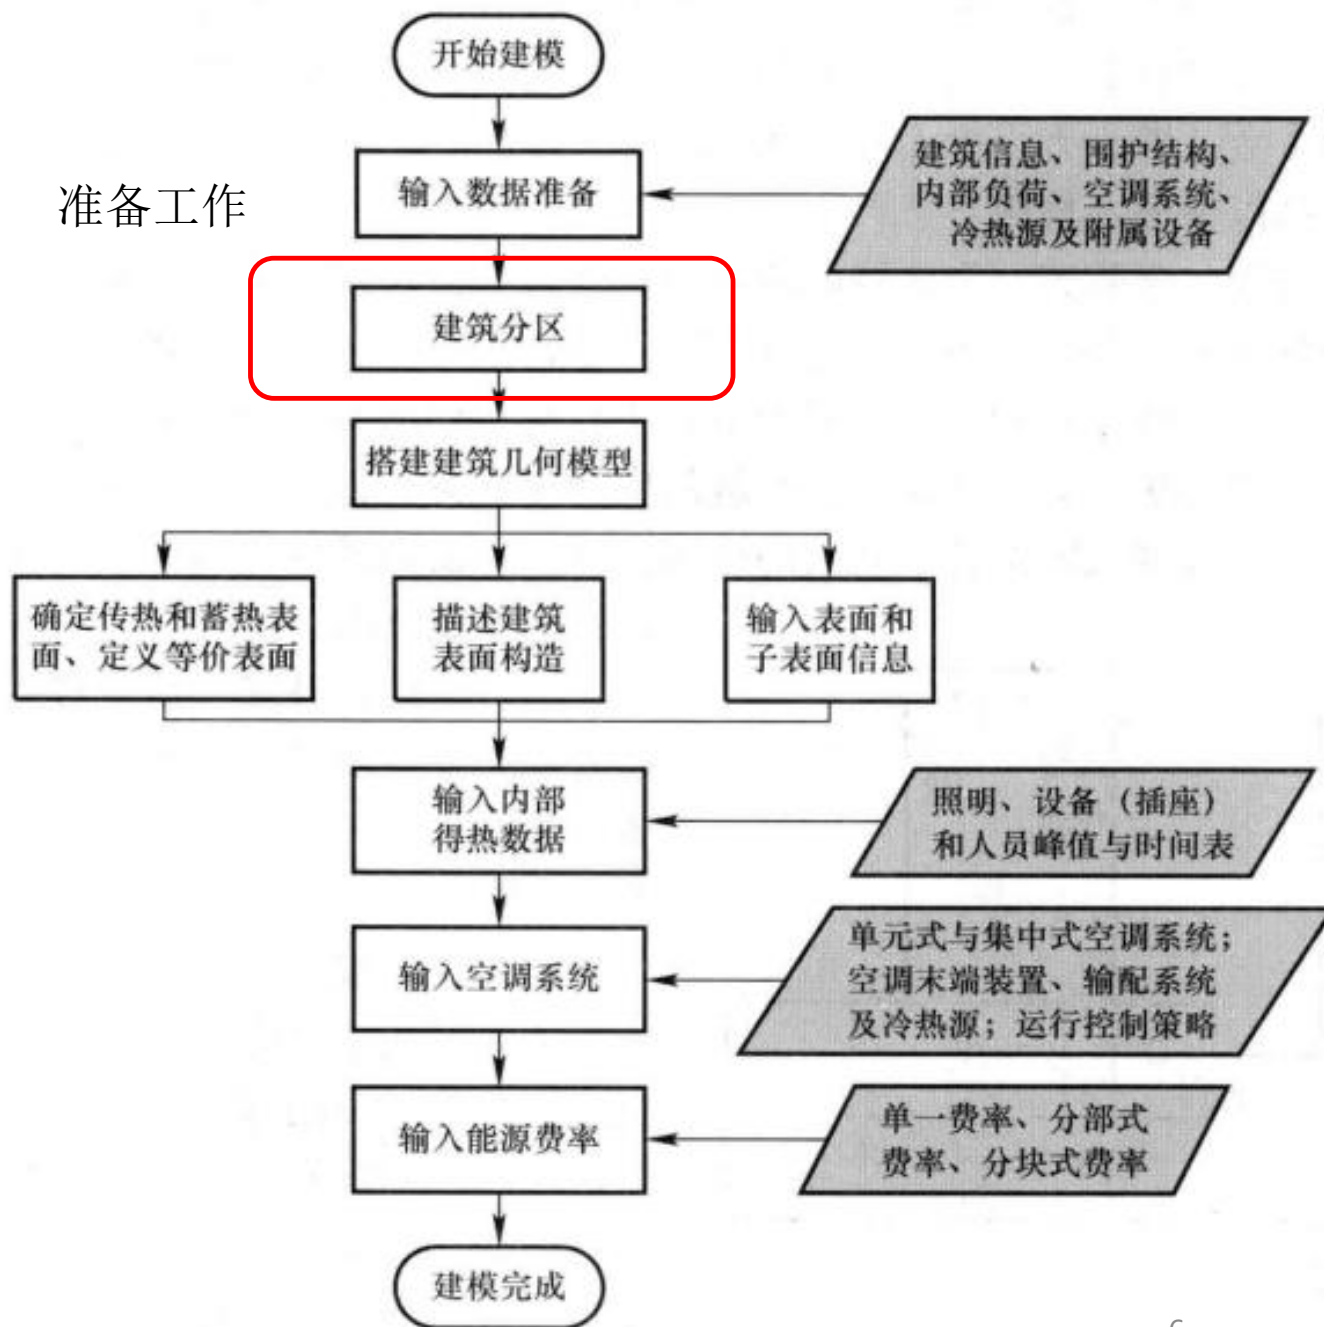 开始建模
准备工作
输入数据准备
建筑信息、围护结构、
内部负荷、空调系统、
冷热源及附属设备
建筑分区
搭建建筑几何模型
确定传热和蓄热表
面、定义等价表面
描述建筑
表面构造
输入表面和
子表面信息
输入内部
得热数据
照明、设备（插座）
和人员峰值与时间表
输入空调系统
单元式与集中式空调系统；
空调末端装置、输配系统
及冷热源；运行控制策略
输入能源费率
单一费率、分部式
费率、分块式费率
建模完成